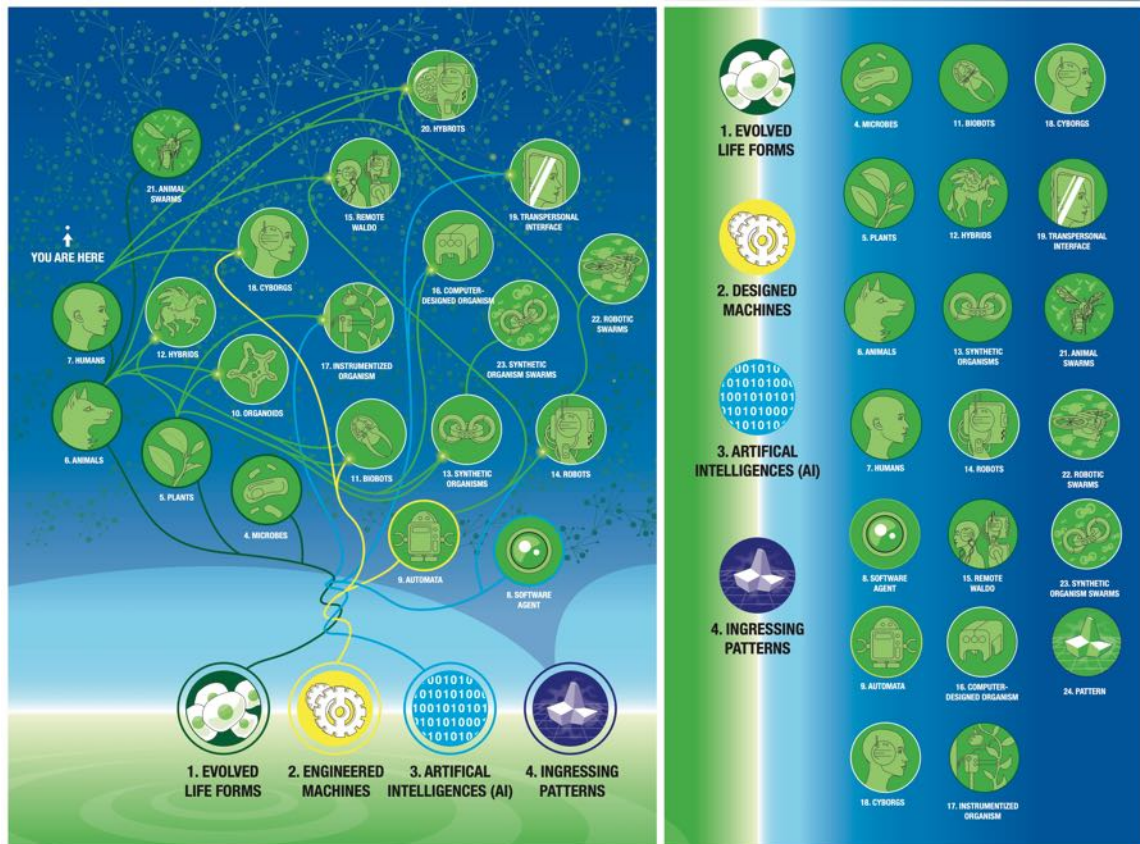 20. HYBROTS
21. ANIMAL
SWARMS
15. REMOTE
WALDO
19. TRANSPERSONAL
INTERFACE
YOU ARE HERE
18. CYBORGS
16. COMPUTER-
DESIGNED ORGANISM
22. ROBOTIC
SWARMS
7. HUMANS
12. HYBRIDS
17. INSTRUMENTIZED
ORGANISM
23. SYNTHETIC
ORGANISM SWARMS
10. ORGANOIDS
6. ANIMALS
5. PLANTS
11. BIOBOTS
13. SYNTHETIC
ORGANISMS
14. ROBOTS
4. MICROBES
9. AUTOMATA
8. SOFTWARE
AGENT
1. EVOLVED
LIFE FORMS
2. ENGINEERED
MACHINES
3. ARTIFICAL
INTELLIGENCES (AI)
4. INGRESSING
PATTERNS
1. EVOLVED
LIFE FORMS
2. DESIGNED
MACHINES
3. ARTIFICAL
INTELLIGENCES (AI)
4. INGRESSING
PATTERNS
4. MICROBES
11. BIOBOTS
18. CYBORGS
5. PLANTS
12. HYBRIDS
19. TRANSPERSONAL
INTERFACE
6. ANIMALS
13. SYNTHETIC
ORGANISMS
21. ANIMAL
SWARMS
7. HUMANS
14. ROBOTS
22. ROBOTIC
SWARMS
8. SOFTWARE
AGENT
15. REMOTE
WALDO
23. SYNTHETIC
ORGANISM SWARMS
9. AUTOMATA
16. COMPUTER-
DESIGNED ORGANISM
24. PATTERN
18. CYBORGS
17. INSTRUMENTIZED
ORGANISM